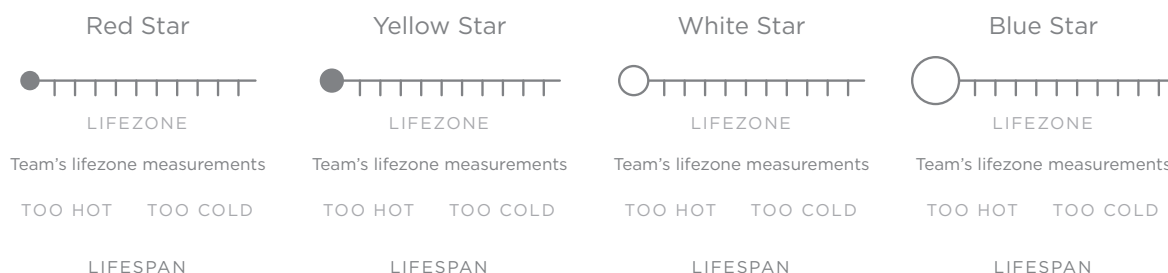 Red Star Yellow Star White Star Blue Star
LIFEZONE LIFEZONE LIFEZONE LIFEZONE
Team’s lifezone measurements Team’s lifezone measurements Team’s lifezone measurements Team’s lifezone measurements
TOO HOT TOO COLD TOO HOT TOO COLD TOO HOT TOO COLD TOO HOT TOO COLD
LIFESPAN LIFESPAN LIFESPAN LIFESPAN